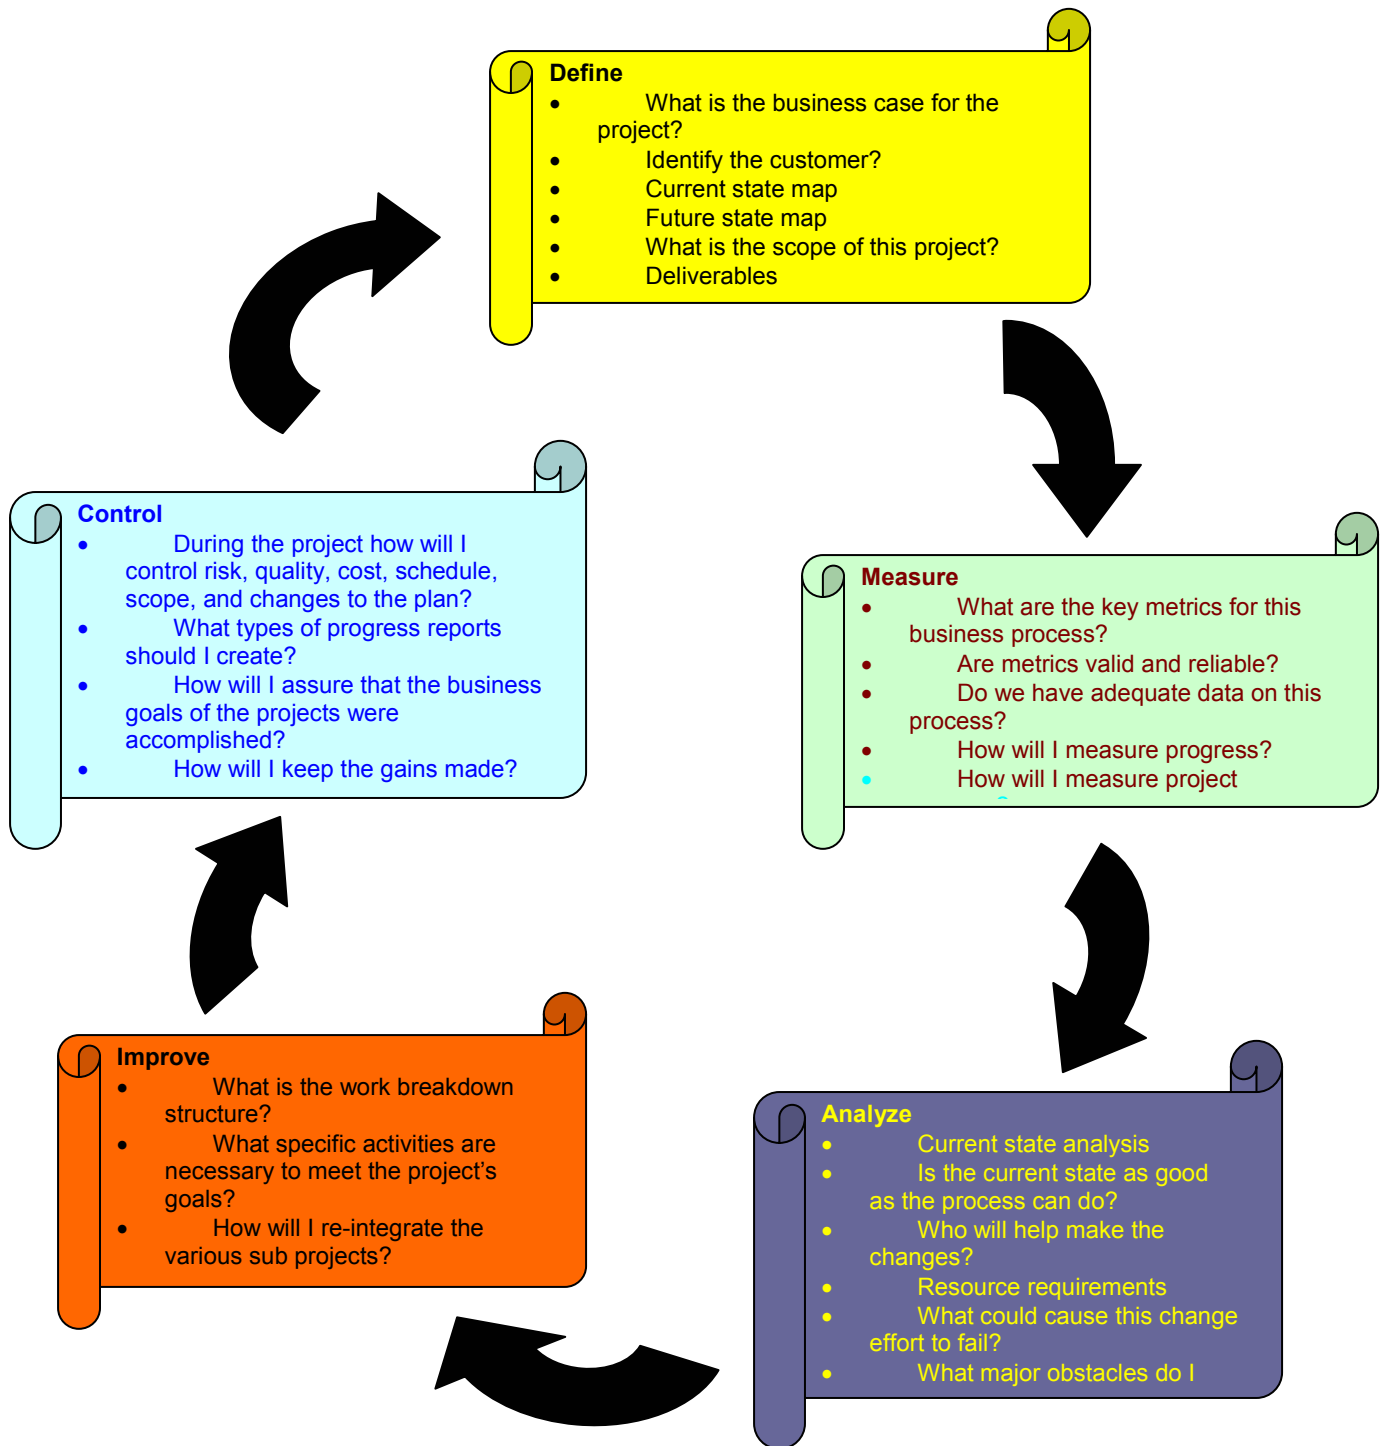 Define
• What is the business case for the
project?
• Identify the customer?
• Current state map
• Future state map
• What is the scope of this project?
• Deliverables
Control
• During the project how will I
control risk, quality, cost, schedule,
scope, and changes to the plan?
• What types of progress reports
should I create?
• How will I assure that the business
goals of the projects were
accomplished?
• How will I keep the gains made?
Measure
• What are the key metrics for this
business process?
• Are metrics valid and reliable?
• Do we have adequate data on this
process?
• How will I measure progress?
• How will I measure project
Improve
• What is the work breakdown
structure?
• What specific activities are
necessary to meet the project’s
goals?
• How will I re-integrate the
various sub projects?
Analyze
• Current state analysis
• Is the current state as good
as the process can do?
• Who will help make the
changes?
• Resource requirements
• What could cause this change
effort to fail?
• What major obstacles do I